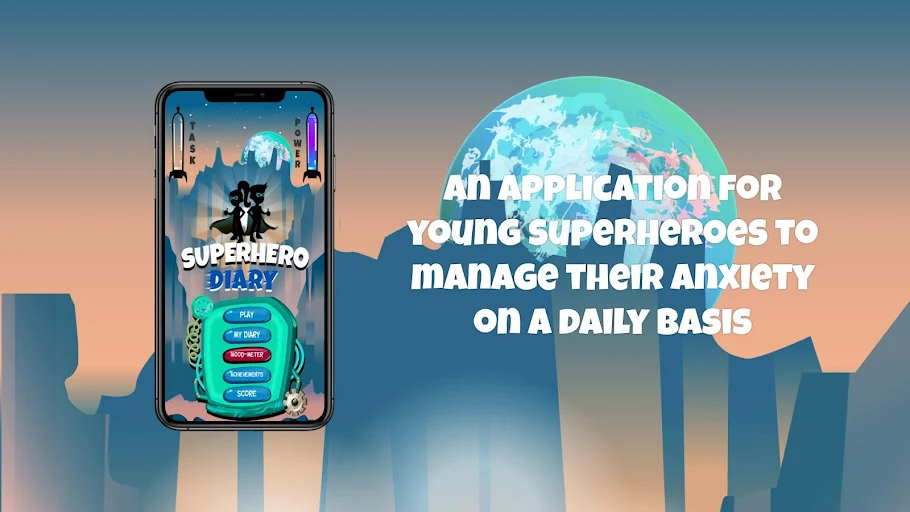 TASK
POWER
SUPERHERO
DIARY
PLAY
MY DIARY
MOOD-METER
ACHIEVEMENTS
SCORE
An Application for
young superheroes to
manage their anxiety
on a daily basis